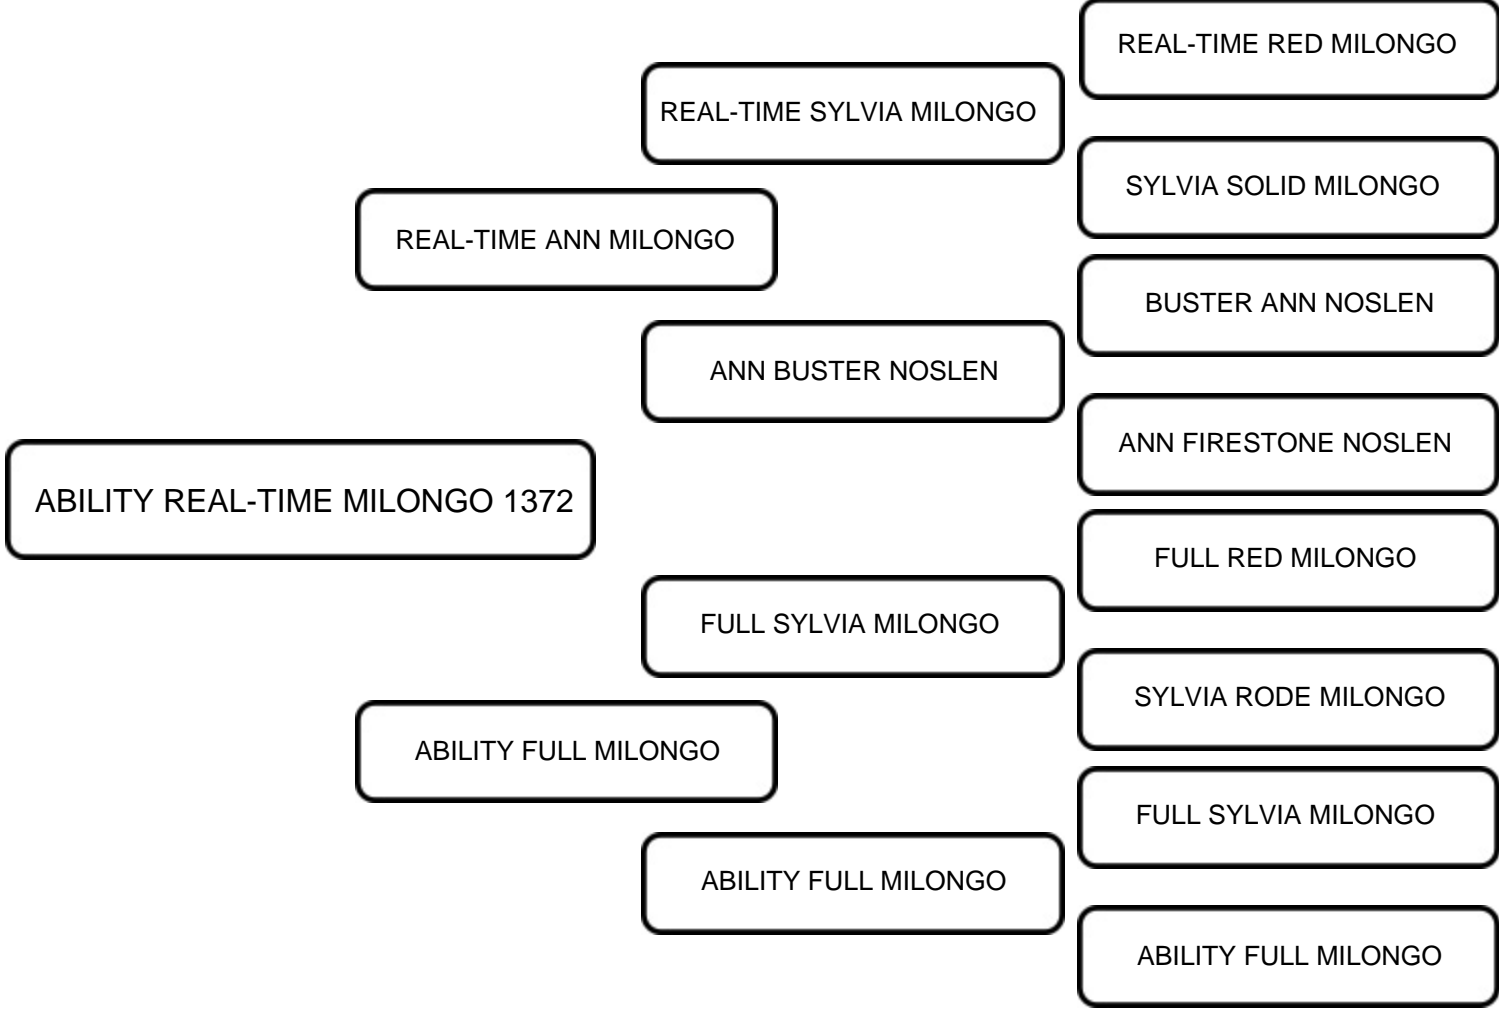 REAL-TIME RED MILONGO
REAL-TIME SYLVIA MILONGO
SYLVIA SOLID MILONGO
REAL-TIME ANN MILONGO
BUSTER ANN NOSLEN
ANN BUSTER NOSLEN
ANN FIRESTONE NOSLEN
ABILITY REAL-TIME MILONGO 1372
FULL RED MILONGO
FULL SYLVIA MILONGO
SYLVIA RODE MILONGO
ABILITY FULL MILONGO
FULL SYLVIA MILONGO
ABILITY FULL MILONGO
ABILITY FULL MILONGO